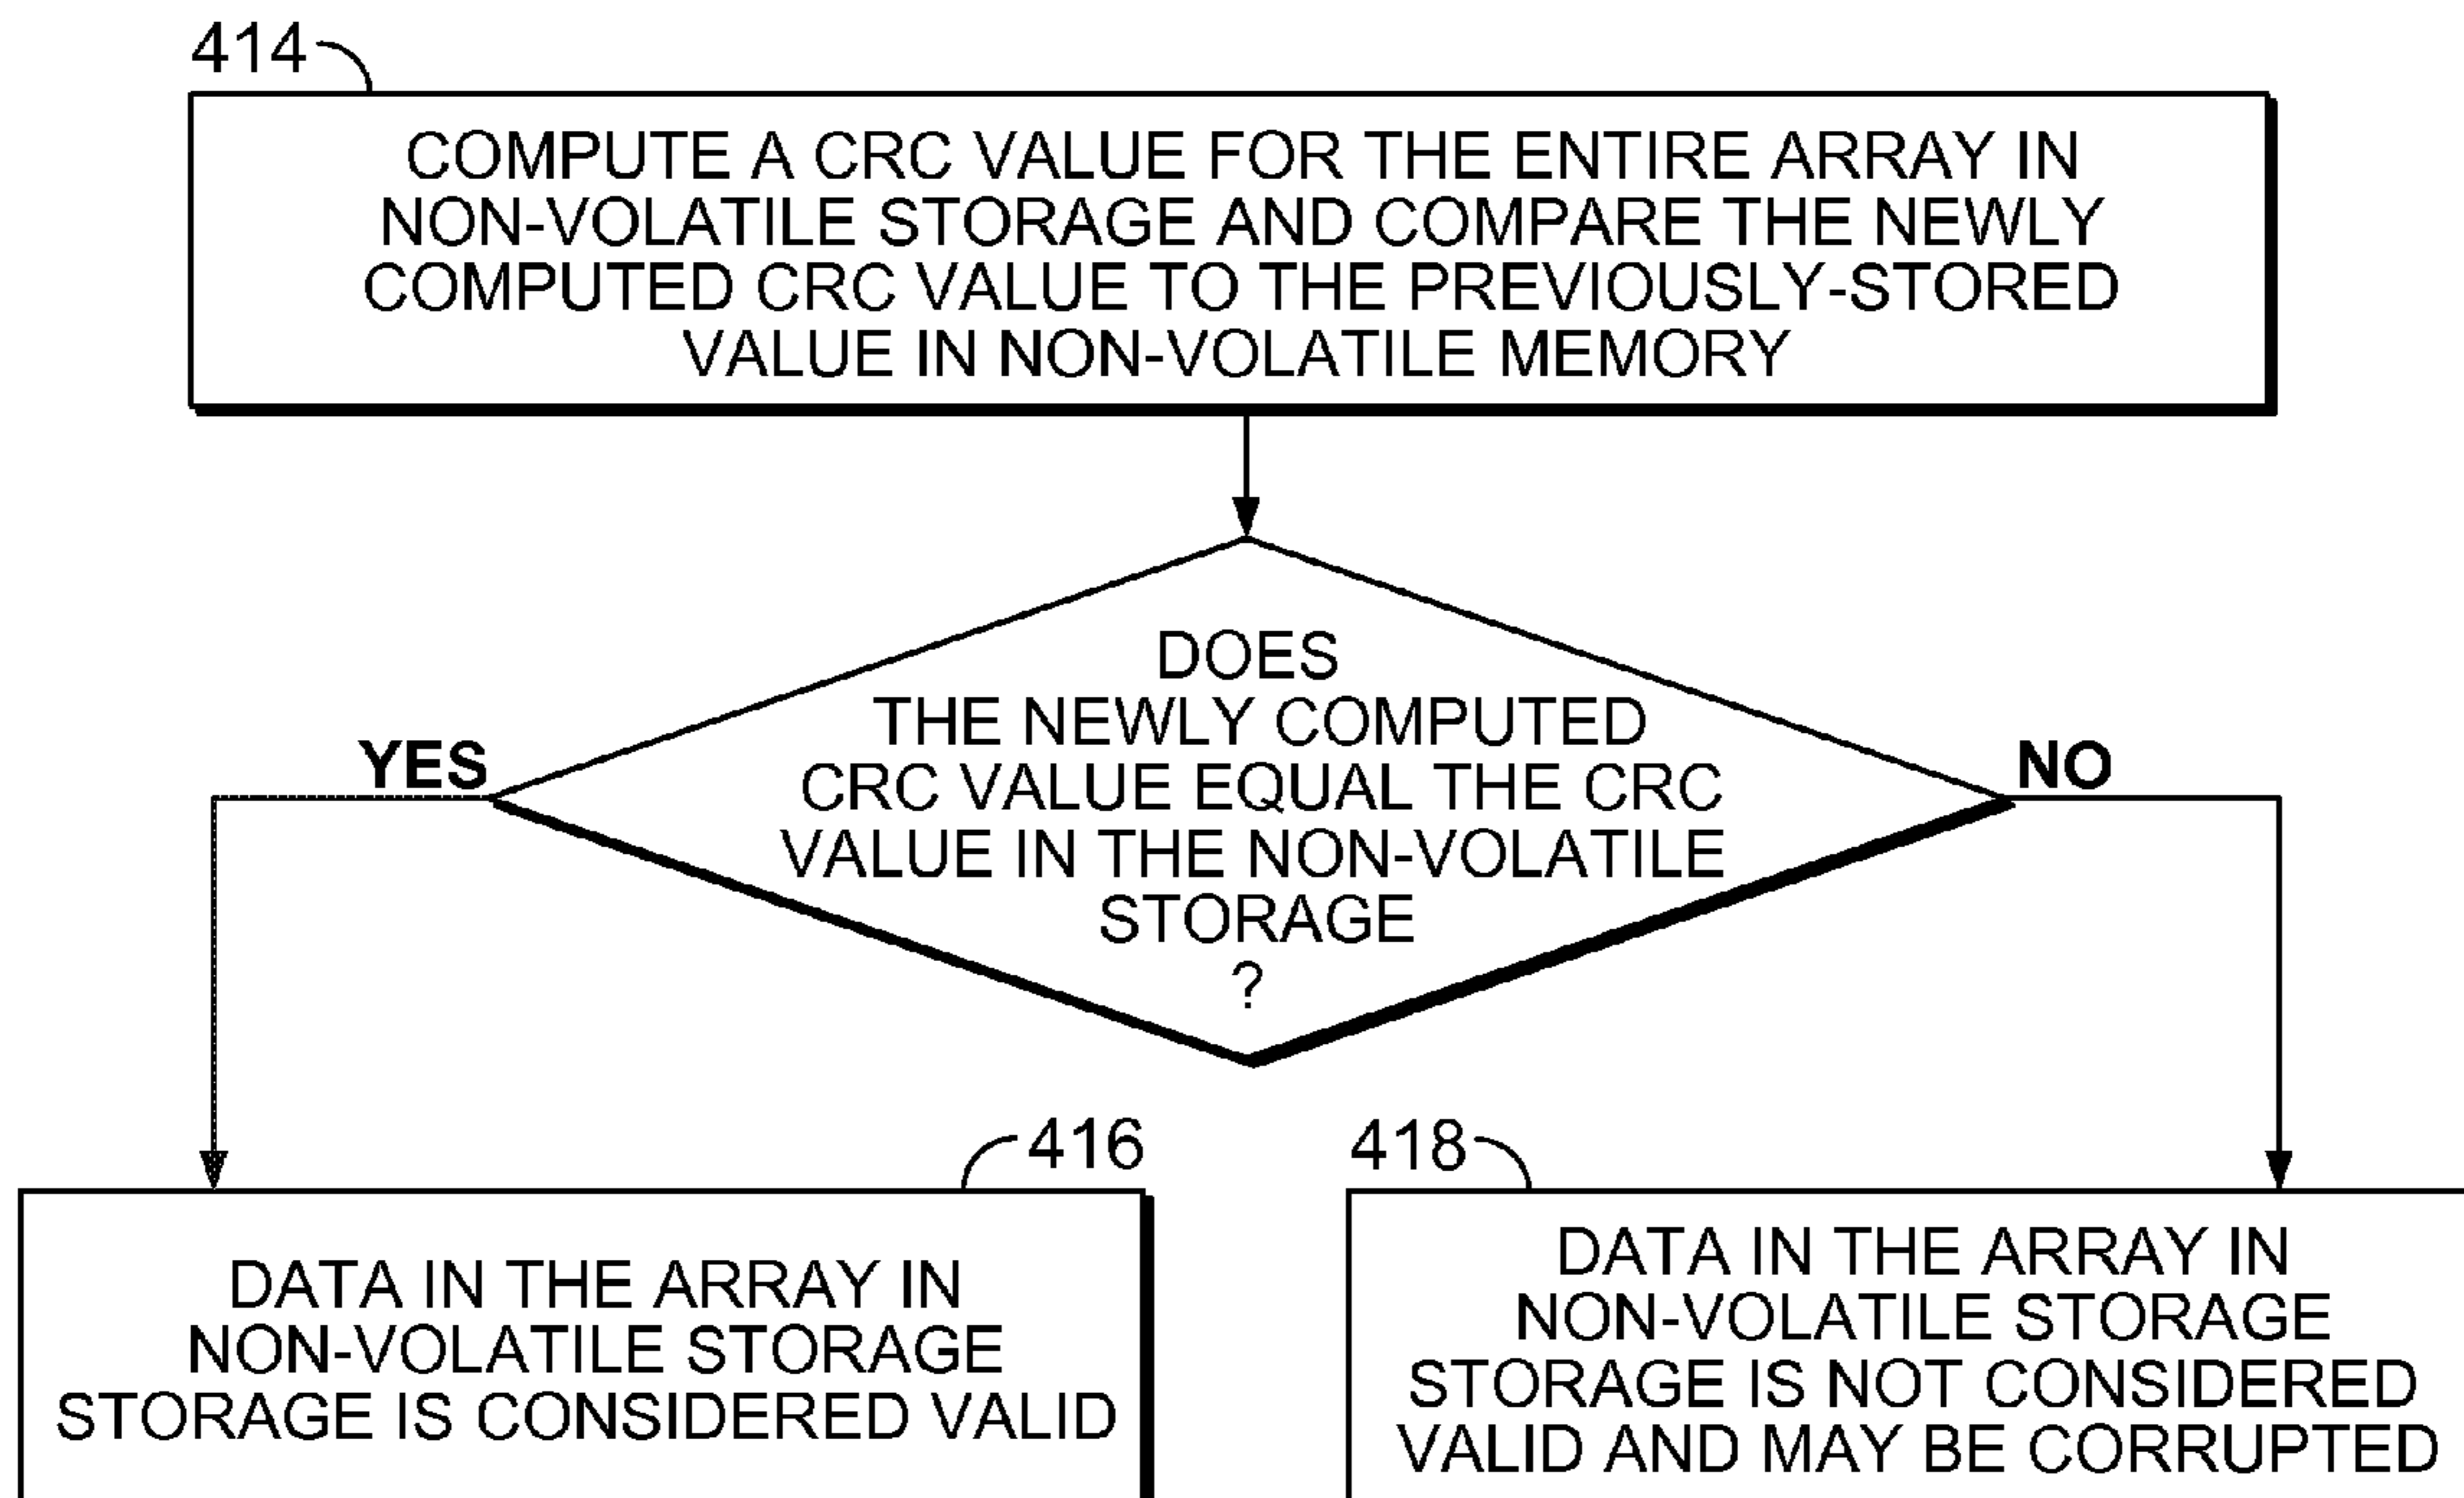 414
COMPUTE A CRC VALUE FOR THE ENTIRE ARRAY IN
NON-VOLATILE STORAGE AND COMPARE THE NEWLY
COMPUTED CRC VALUE TO THE PREVIOUSLY-STORED
VALUE IN NON-VOLATILE MEMORY
DOES
THE NEWLY COMPUTED
CRC VALUE EQUAL THE CRC
VALUE IN THE NON-VOLATILE
STORAGE
?
YES
NO
416
DATA IN THE ARRAY IN
NON-VOLATILE STORAGE
STORAGE IS CONSIDERED VALID
418
DATA IN THE ARRAY IN
NON-VOLATILE STORAGE
STORAGE IS NOT CONSIDERED
VALID AND MAY BE CORRUPTED